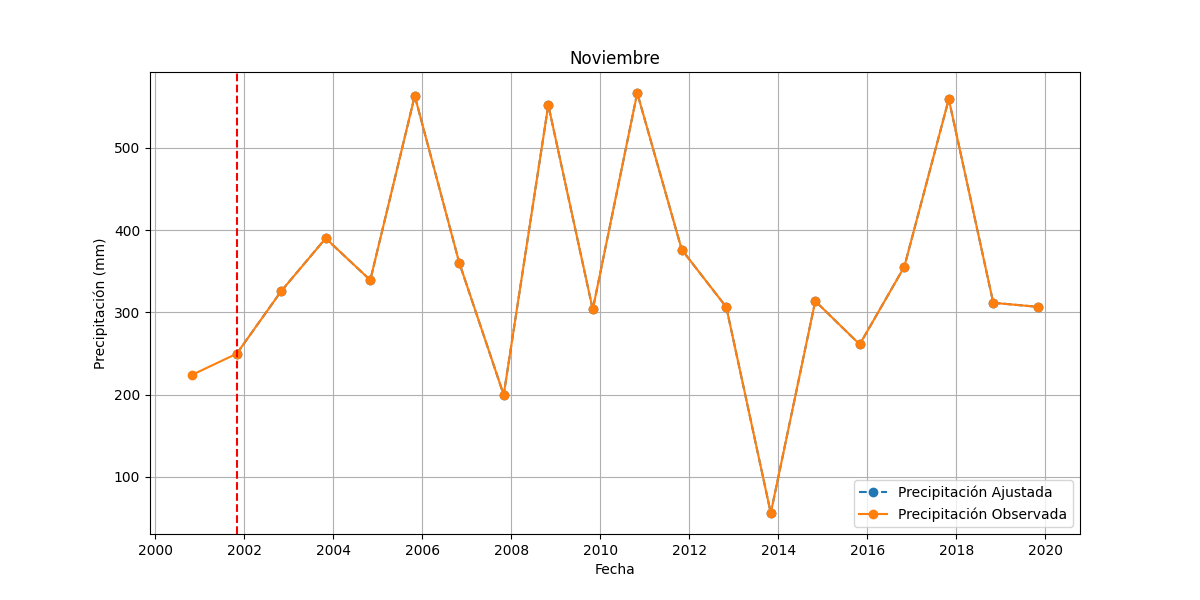 Noviembre
Precipitación (mm)
500
400
300
200
100
2000 2002 2004 2006 2008 2010 2012 2014 2016 2018 2020
Fecha
Precipitación Ajustada
Precipitación Observada